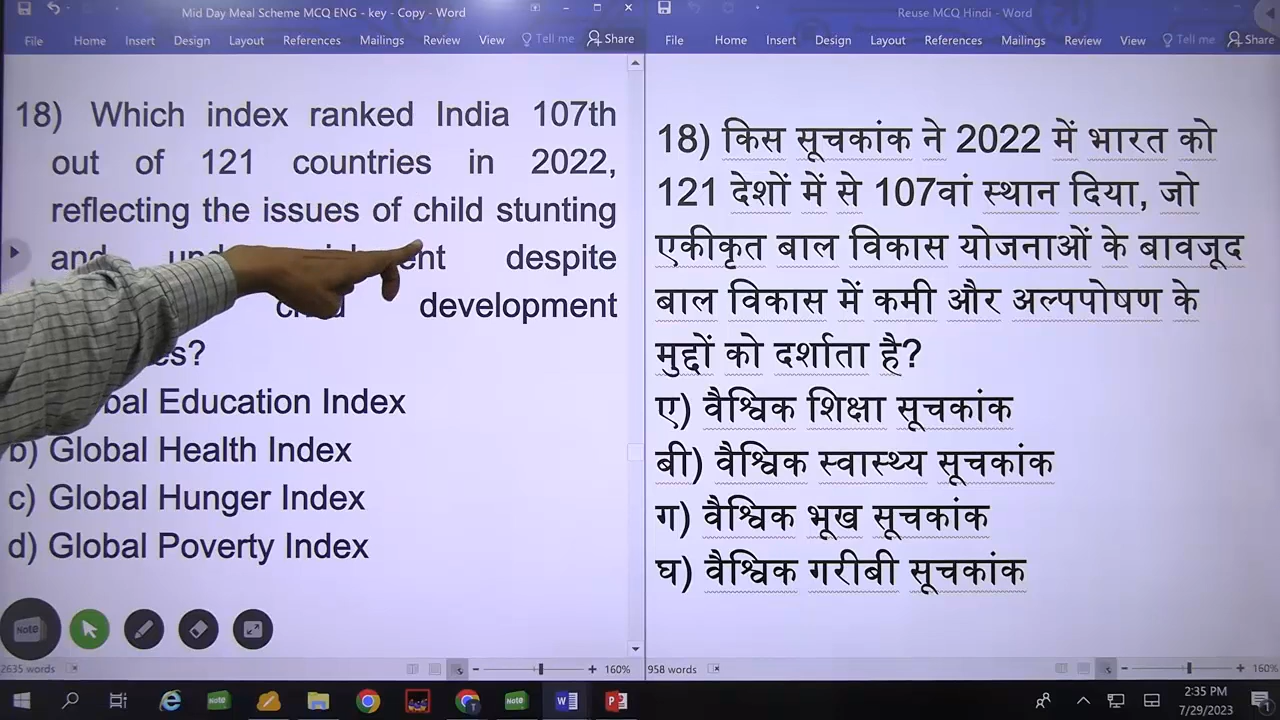 Mid Day Meal Scheme MCQ ENG - key - Copy - Word
File Home Insert Design Layout References Mailings Review View Tell me Share
18) Which index ranked India 107th
out of 121 countries in 2022,
reflecting the issues of child stunting
and despite
child development
Education Index
b) Global Health Index
c) Global Hunger Index
d) Global Poverty Index
Note
2635 words 160%
Reuse MCQ Hindi - Word
File Home Insert Design Layout References Mailings Review View Tell me Share
18) किस सूचकांक ने 2022 में भारत को
121 देशों में से 107वां स्थान दिया, जो
एकीकृत बाल विकास योजनाओं के बावजूद
बाल विकास में कमी और अल्पपोषण के
मुद्दों को दर्शाता है?
ए) वैश्विक शिक्षा सूचकांक
बी) वैश्विक स्वास्थ्य सूचकांक
ग) वैश्विक भूख सूचकांक
घ) वैश्विक गरीबी सूचकांक
958 words 160%
Note Note
2:35 PM
7/29/2023